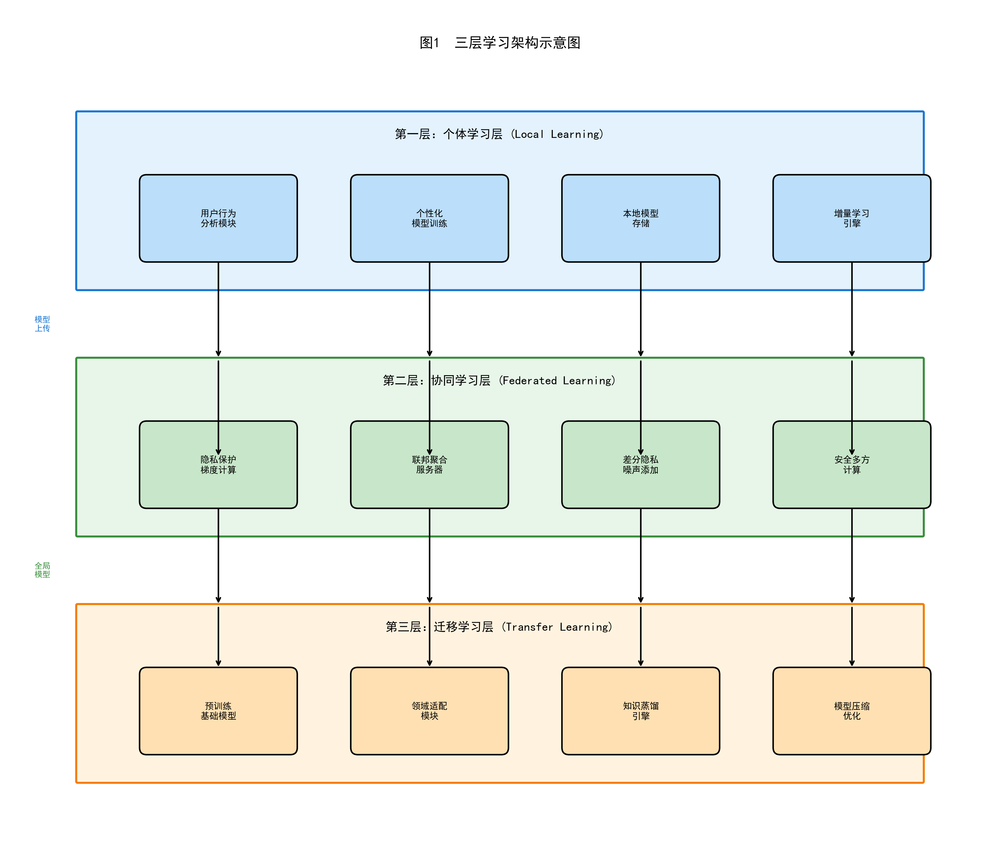 图1  三层学习架构示意图
第一层：个体学习层 (Local Learning)
用户行为
分析模块
个性化
模型训练
本地模型
存储
增量学习
引擎
模型
上传
第二层：协同学习层 (Federated Learning)
隐私保护
梯度计算
联邦聚合
服务器
差分隐私
噪声添加
安全多方
计算
全局
模型
第三层：迁移学习层 (Transfer Learning)
预训练
基础模型
领域适配
模块
知识蒸馏
引擎
模型压缩
优化